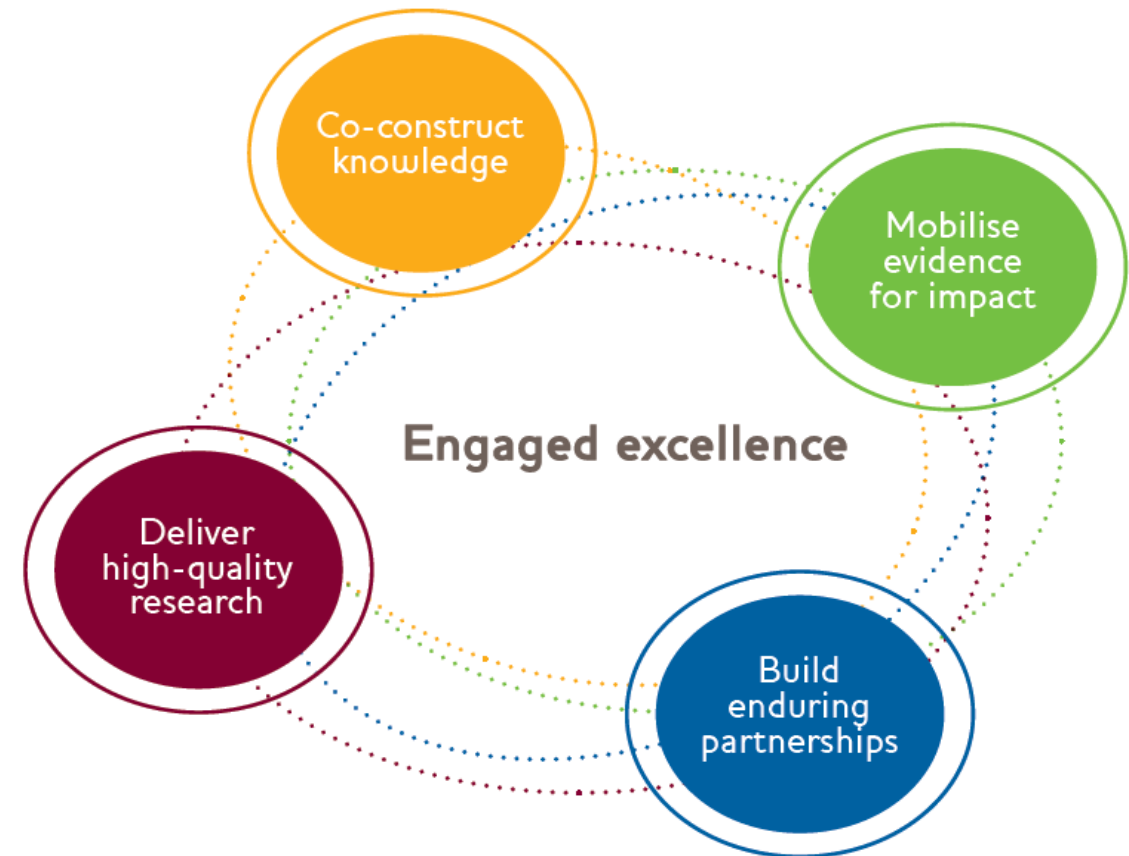 Co-construct
knowledge
Mobilise
evidence
for impact
Engaged excellence
Deliver
high-quality
research
Build
enduring
partnerships